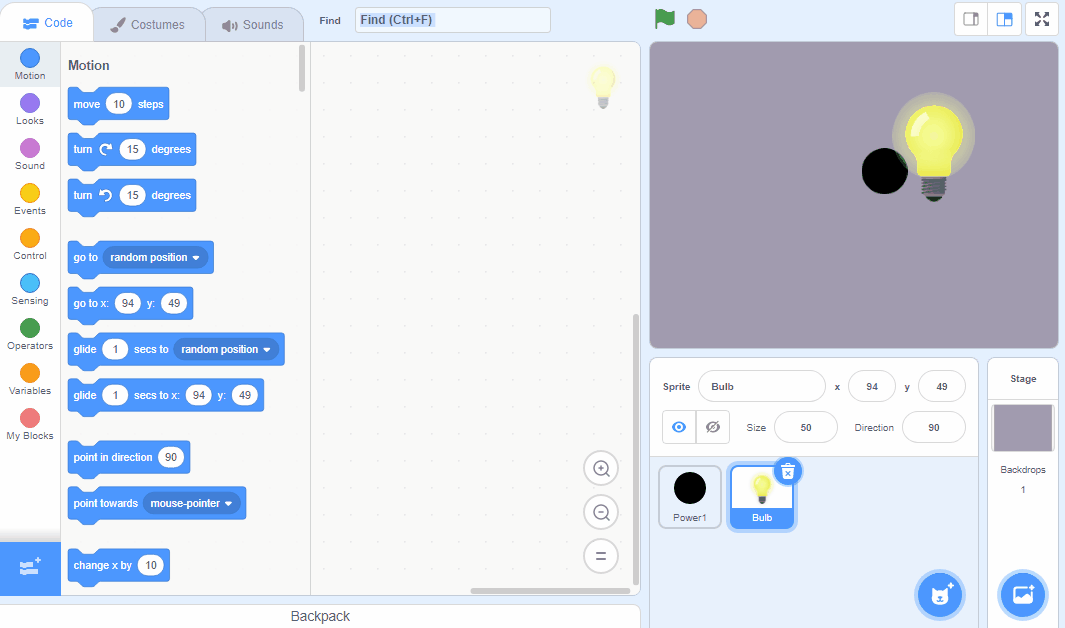 Code
Costumes
Sounds
Find
Find (Ctrl+F)
Motion
Looks
Sound
Events
Control
Sensing
Operators
Variables
My Blocks
Motion
move 10 steps
turn 15 degrees
turn 15 degrees
go to random position
go to x: 94 y: 49
glide 1 secs to random position
glide 1 secs to x: 94 y: 49
point in direction 90
point towards mouse-pointer
change x by 10
Backpack
Sprite Bulb x 94 y 49
Size 50 Direction 90
Power1
Bulb
Stage
Backdrops
1